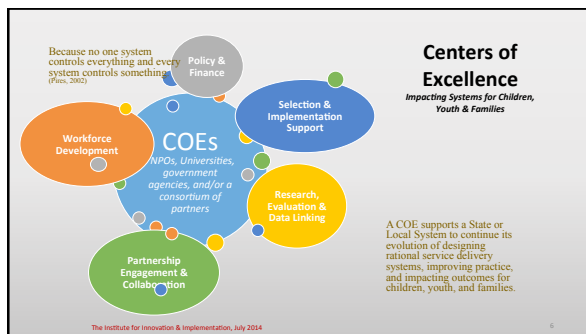 Because no one system
controls everything and every
system controls something
(Pires, 2002)
Policy &
Finance
Centers of
Excellence
Impacting Systems for Children,
Youth & Families
Selection &
Implementation
Support
Workforce
Development
COEs
NPOs, Universities,
government
agencies, and/or a
consortium of
partners
Research,
Evaluation &
Data Linking
Partnership
Engagement &
Collaboration
A COE supports a State or
Local System to continue its
evolution of designing
rational service delivery
systems, improving practice,
and impacting outcomes for
children, youth, and families.
The Institute for Innovation & Implementation, July 2014
6